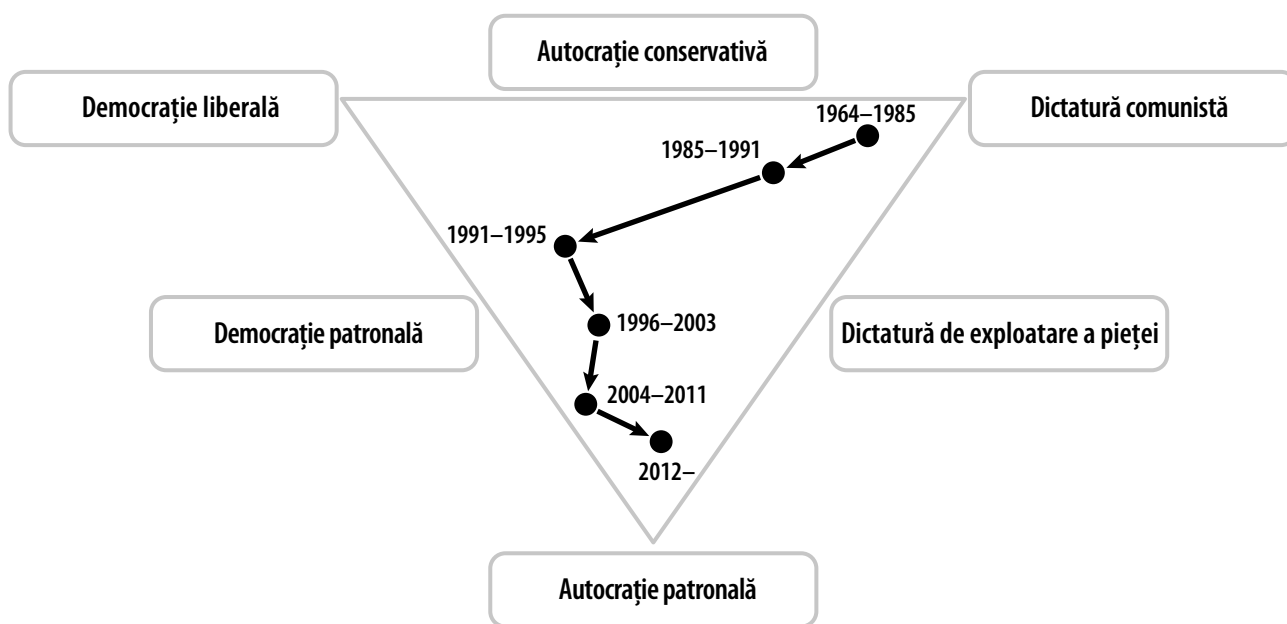 Autocrație conservativă
Democrație liberală
Dictatură comunistă
1964–1985
1985–1991
1991–1995
Democrație patronală
1996–2003
Dictatură de exploatare a pieței
2004–2011
2012–
Autocrație patronală